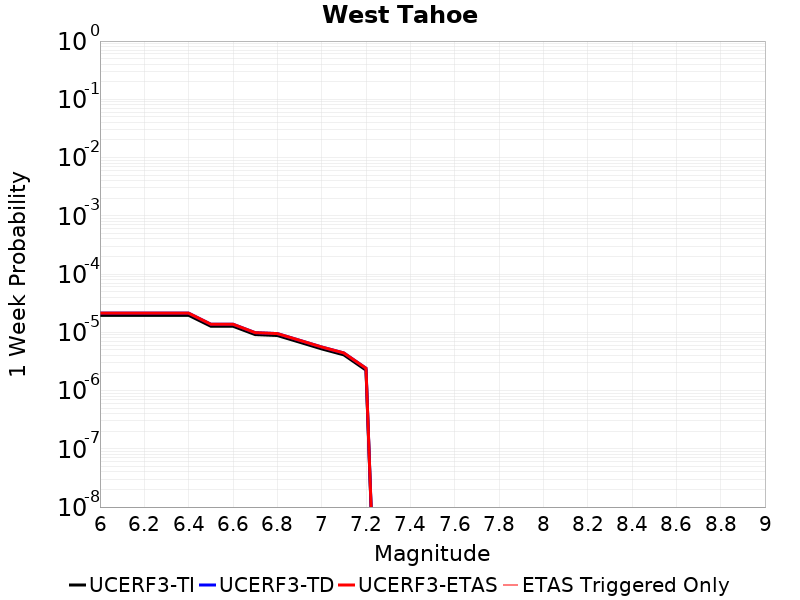 West Tahoe
10^0
10^-1
10^-2
10^-3
10^-4
10^-5
10^-6
10^-7
10^-8
1 Week Probability
6 6.2 6.4 6.6 6.8 7 7.2 7.4 7.6 7.8 8 8.2 8.4 8.6 8.8 9
Magnitude
UCERF3-TI UCERF3-TD UCERF3-ETAS ETAS Triggered Only